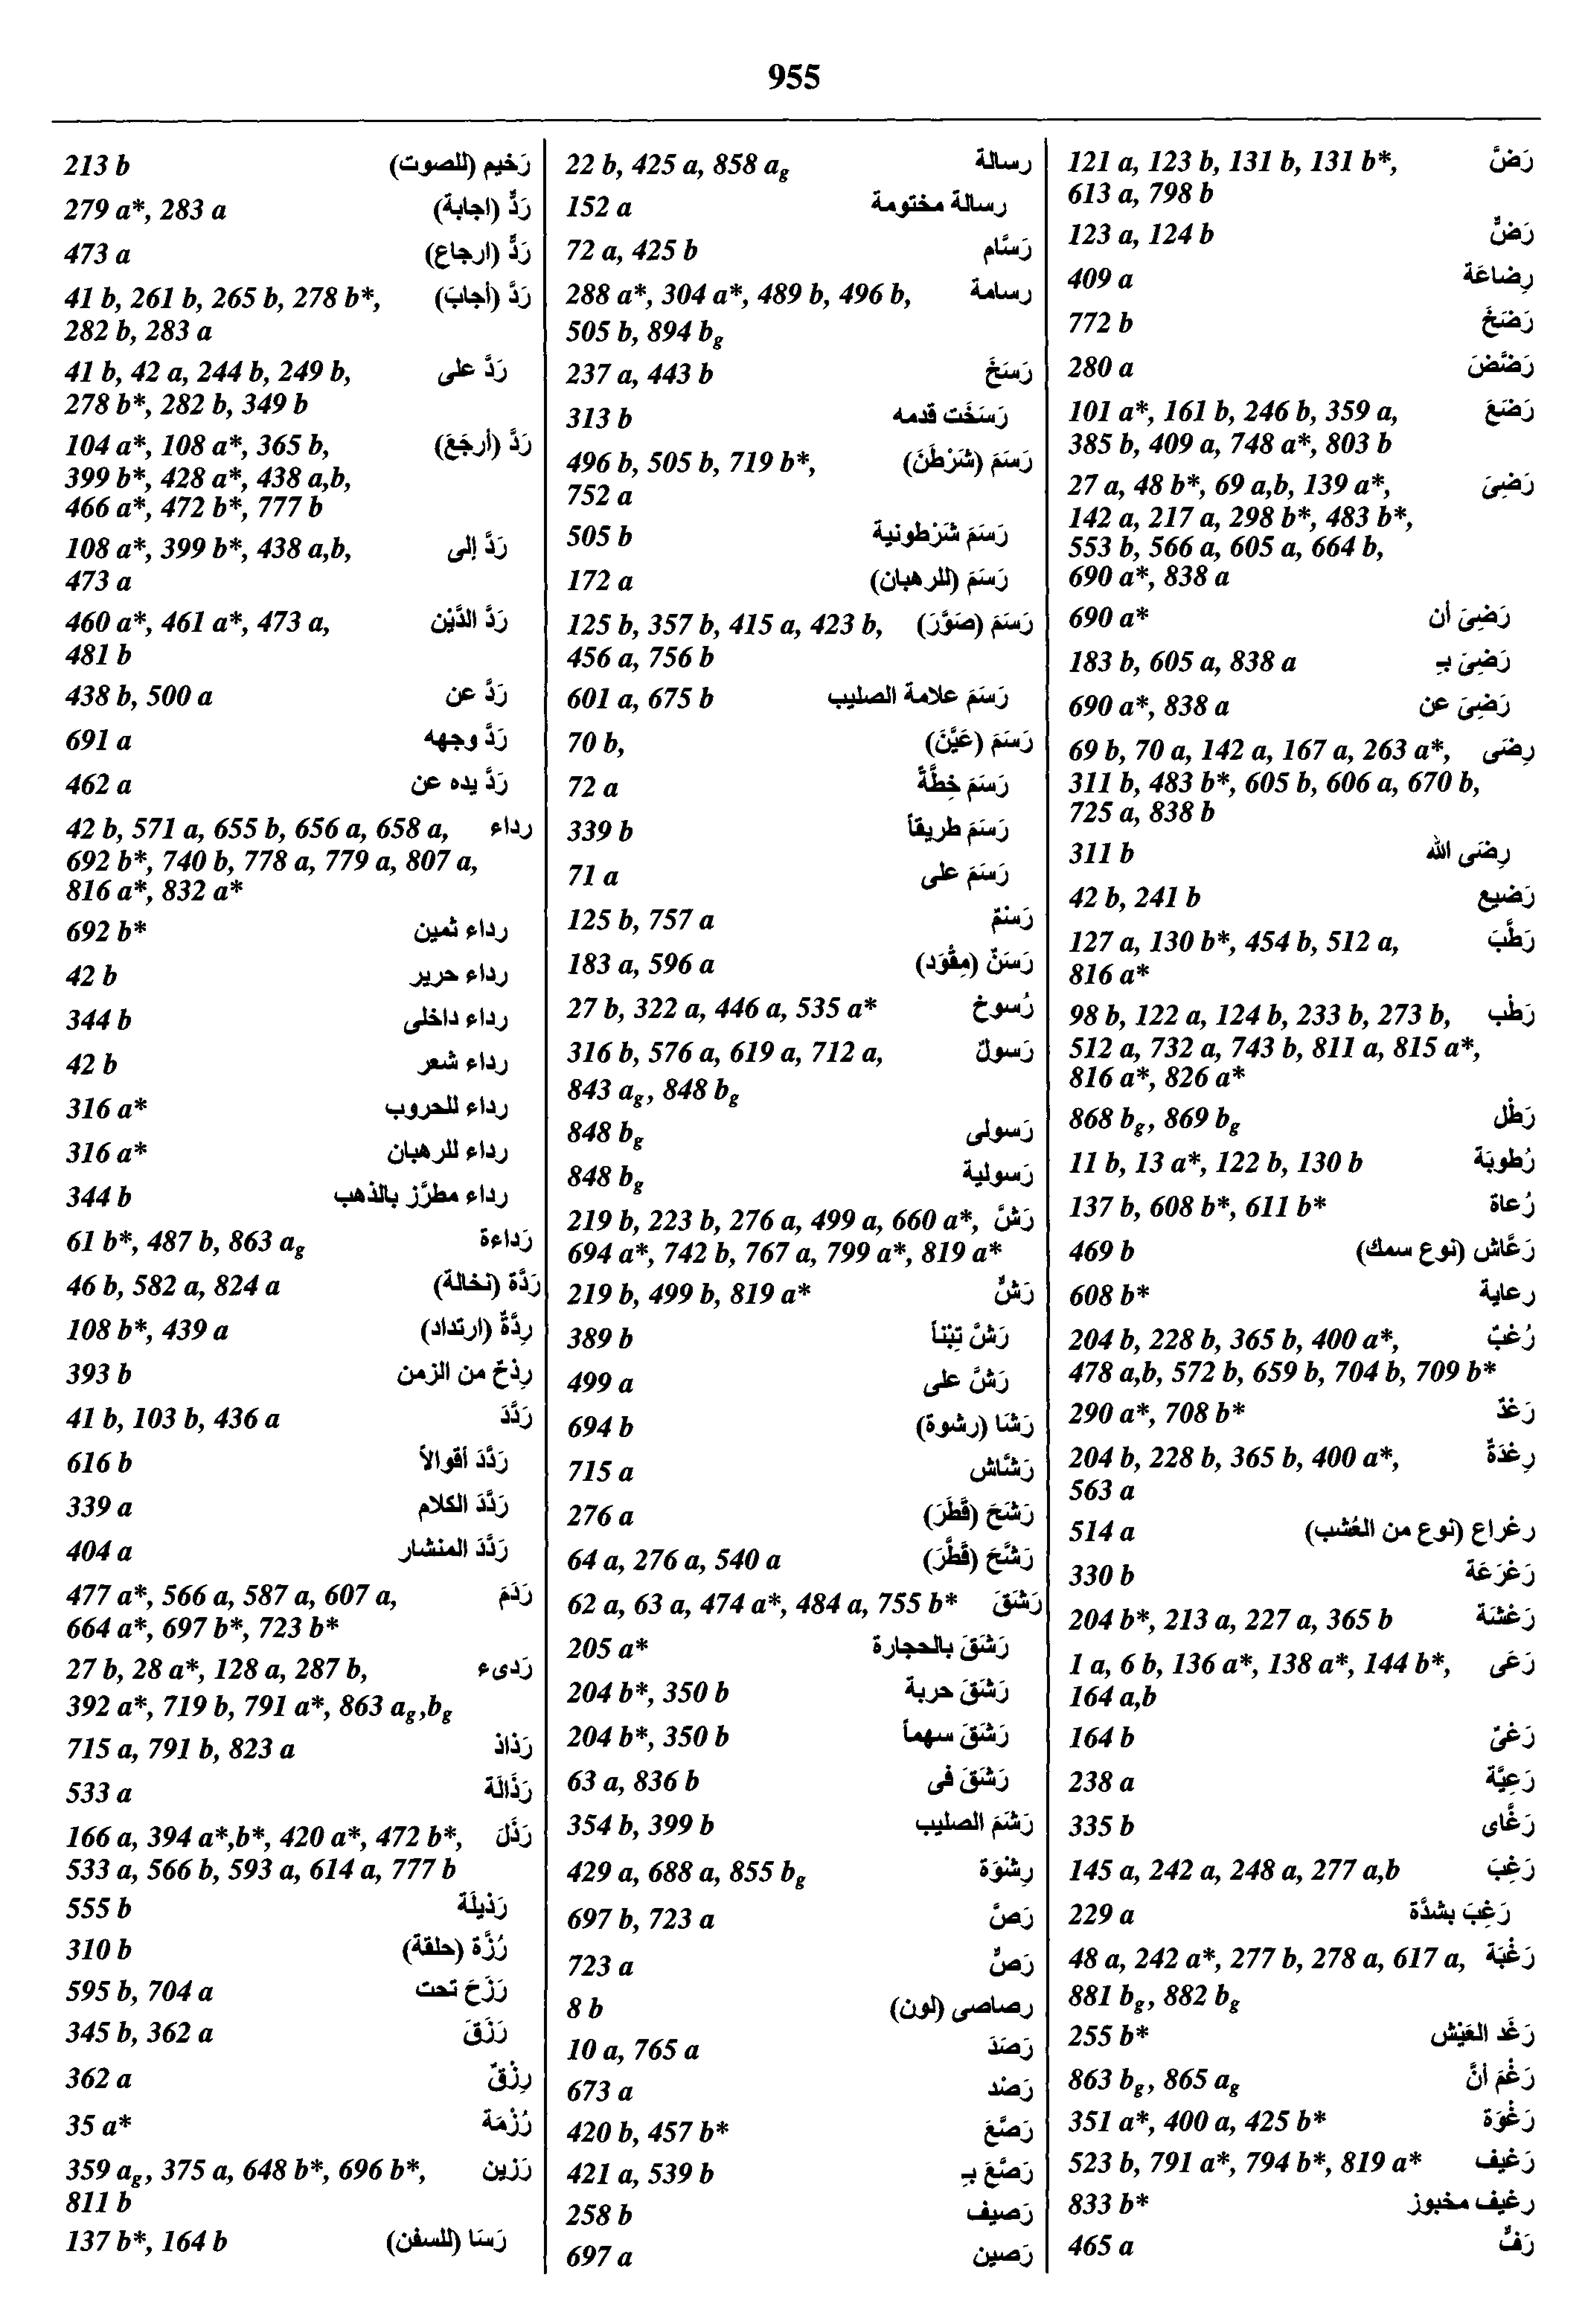 955
213 b رَخيم (للصوت)
279 a*, 283 a رَدٌّ (اجابة)
473 a رَدٌّ (ارجاع)
41 b, 261 b, 265 b, 278 b*, رَدَّ (أجابَ)
282 b, 283 a
41 b, 42 a, 244 b, 249 b, رَدَّ على
278 b*, 282 b, 349 b
104 a*, 108 a*, 365 b, رَدَّ (أرجَعَ)
399 b*, 428 a*, 438 a,b,
466 a*, 472 b*, 777 b
108 a*, 399 b*, 438 a,b, رَدَّ إلى
473 a
460 a*, 461 a*, 473 a, رَدَّ الدَّيْن
481 b
438 b, 500 a رَدَّ عن
691 a رَدَّ وجهه
462 a رَدَّ يده عن
42 b, 571 a, 655 b, 656 a, 658 a, رداء
692 b*, 740 b, 778 a, 779 a, 807 a,
816 a*, 832 a*
692 b* رداء ثمين
42 b رداء حرير
344 b رداء داخلى
42 b رداء شعر
316 a* رداء للحروب
316 a* رداء للرهبان
344 b رداء مطرَّز بالذهب
61 b*, 487 b, 863 ag رَداءة
46 b, 582 a, 824 a رَدَّة (نخالة)
108 b*, 439 a رِدَّةٌ (ارتداد)
393 b رِدْحٌ من الزمن
41 b, 103 b, 436 a رَدَّدَ
616 b رَدَّدَ أقوالاً
339 a رَدَّدَ الكلام
404 a رَدَّدَ المنشار
477 a*, 566 a, 587 a, 607 a, رَدَمَ
664 a*, 697 b*, 723 b*
27 b, 28 a*, 128 a, 287 b, رَدىء
392 a*, 719 b, 791 a*, 863 ag,bg
715 a, 791 b, 823 a رَذاذ
533 a رَذَالَة
166 a, 394 a*,b*, 420 a*, 472 b*, رَذَلَ
533 a, 566 b, 593 a, 614 a, 777 b
555 b رَذيلَة
310 b رُزَّة (حلقة)
595 b, 704 a رَزَحَ تحت
345 b, 362 a رَزَقَ
362 a رِزْقٌ
35 a* رُزْمَة
359 ag, 375 a, 648 b*, 696 b*, رَزين
811 b
137 b*, 164 b رَسَا (للسفن)
22 b, 425 a, 858 ag رسالة
152 a رسالة مختومة
72 a, 425 b رَسَّام
288 a*, 304 a*, 489 b, 496 b, رسامة
505 b, 894 bg
237 a, 443 b رَسَخَ
313 b رَسَخَت قدمه
496 b, 505 b, 719 b*, رَسَمَ (شَرْطَنَ)
752 a
505 b رَسَمَ شَرْطونية
172 a رَسَمَ (للرهبان)
125 b, 357 b, 415 a, 423 b, رَسَمَ (صَوَّرَ)
456 a, 756 b
601 a, 675 b رَسَمَ علامة الصليب
70 b, رَسَمَ (عَيَّنَ)
72 a رَسَمَ خِطَّةً
339 b رَسَمَ طريقاً
71 a رَسَمَ على
125 b, 757 a رَسْمٌ
183 a, 596 a رَسَنٌ (مِقْوَد)
27 b, 322 a, 446 a, 535 a* رُسوخ
316 b, 576 a, 619 a, 712 a, رَسولٌ
843 ag, 848 bg
848 bg رَسولى
848 bg رَسولية
219 b, 223 b, 276 a, 499 a, 660 a*, رَشَّ
694 a*, 742 b, 767 a, 799 a*, 819 a*
219 b, 499 b, 819 a* رَشٌّ
389 b رَشَّ تِبْناً
499 a رَشَّ على
694 b رَشَا (رشوة)
715 a رَشَّاش
276 a رَشَحَ (قَطَرَ)
64 a, 276 a, 540 a رَشَّحَ (قَطَّرَ)
62 a, 63 a, 474 a*, 484 a, 755 b* رَشَقَ
205 a* رَشَقَ بالحجارة
204 b*, 350 b رَشَقَ حربة
204 b*, 350 b رَشَقَ سهماً
63 a, 836 b رَشَقَ فى
354 b, 399 b رَشَمَ الصليب
429 a, 688 a, 855 bg رِشْوَة
697 b, 723 a رَصَّ
723 a رَصٌّ
8 b رصاصى (لون)
10 a, 765 a رَصَدَ
673 a رَصْد
420 b, 457 b* رَصَّعَ
421 a, 539 b رَصَّعَ بـ
258 b رَصيف
697 a رَصين
121 a, 123 b, 131 b, 131 b*, رَضَّ
613 a, 798 b
123 a, 124 b رَضٌّ
409 a رِضاعَة
772 b رَضَخَ
280 a رَضَّضَ
101 a*, 161 b, 246 b, 359 a, رَضَعَ
385 b, 409 a, 748 a*, 803 b
27 a, 48 b*, 69 a,b, 139 a*, رَضِىَ
142 a, 217 a, 298 b*, 483 b*,
553 b, 566 a, 605 a, 664 b,
690 a*, 838 a
690 a* رَضِىَ أن
183 b, 605 a, 838 a رَضِىَ بـ
690 a*, 838 a رَضِىَ عن
69 b, 70 a, 142 a, 167 a, 263 a*, رِضَى
311 b, 483 b*, 605 b, 606 a, 670 b,
725 a, 838 b
311 b رِضَى الله
42 b, 241 b رَضيع
127 a, 130 b*, 454 b, 512 a, رَطَّبَ
816 a*
98 b, 122 a, 124 b, 233 b, 273 b, رَطْب
512 a, 732 a, 743 b, 811 a, 815 a*,
816 a*, 826 a*
868 bg, 869 bg رَطْل
11 b, 13 a*, 122 b, 130 b رُطوبَة
137 b, 608 b*, 611 b* رُعاة
469 b رَعَّاش (نوع سمك)
608 b* رعاية
204 b, 228 b, 365 b, 400 a*, رُعْبٌ
478 a,b, 572 b, 659 b, 704 b, 709 b*
290 a*, 708 b* رَعْدٌ
204 b, 228 b, 365 b, 400 a*, رِعْدَةٌ
563 a
514 a رعْراع (نوع من العُشب)
330 b رَعْرَعَة
204 b*, 213 a, 227 a, 365 b رَعْشَة
1 a, 6 b, 136 a*, 138 a*, 144 b*, رَعَى
164 a,b
164 b رَعْىٌ
238 a رَعِيَّة
335 b رَغَّاى
145 a, 242 a, 248 a, 277 a,b رَغِبَ
229 a رَغِبَ بشدَّة
48 a, 242 a*, 277 b, 278 a, 617 a, رَغْبَة
881 bg, 882 bg
255 b* رَغَد العَيْش
863 bg, 865 ag رَغْمَ أنَّ
351 a*, 400 a, 425 b* رَغْوَة
523 b, 791 a*, 794 b*, 819 a* رَغيف
833 b* رغيف مخبوز
465 a رَفٌّ